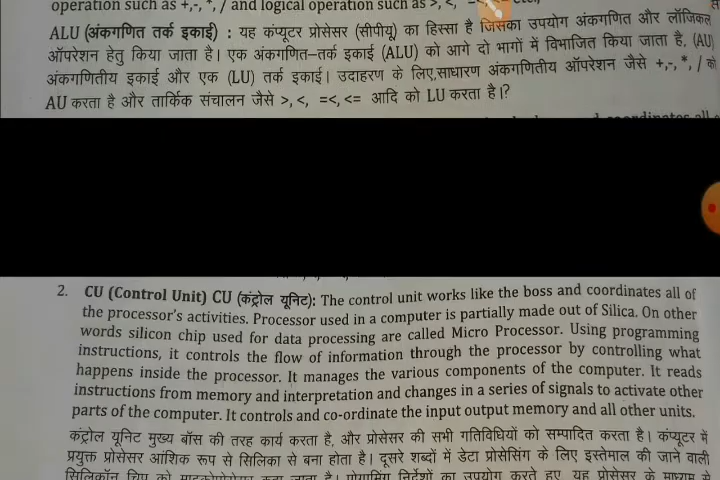 operation such as +,-, *, / and logical operation such as >, <,
ALU (अंकगणित तर्क इकाई) : यह कंप्यूटर प्रोसेसर (सीपीयू) का हिस्सा है जिसका उपयोग अंकगणित और लॉजिकल
ऑपरेशन हेतु किया जाता है। एक अंकगणित–तर्क इकाई (ALU) को आगे दो भागों में विभाजित किया जाता है, (AU)
अंकगणितीय इकाई और एक (LU) तर्क इकाई। उदाहरण के लिए,साधारण अंकगणितीय ऑपरेशन जैसे +,-, *, / को
AU करता है और तार्किक संचालन जैसे >, <, =<, <= आदि को LU करता है।?
2. CU (Control Unit) CU (कंट्रोल यूनिट): The control unit works like the boss and coordinates all of
the processor's activities. Processor used in a computer is partially made out of Silica. On other
words silicon chip used for data processing are called Micro Processor. Using programming
instructions, it controls the flow of information through the processor by controlling what
happens inside the processor. It manages the various components of the computer. It reads
instructions from memory and interpretation and changes in a series of signals to activate other
parts of the computer. It controls and co-ordinate the input output memory and all other units.
कंट्रोल यूनिट मुख्य बॉस की तरह कार्य करता है, और प्रोसेसर की सभी गतिविधियों को सम्पादित करता है। कंप्यूटर में
प्रयुक्त प्रोसेसर आंशिक रूप से सिलिका से बना होता है। दूसरे शब्दों में डेटा प्रोसेसिंग के लिए इस्तेमाल की जाने वाली
सिलिकॉन चिप को माइक्रोप्रोसेसर कहा जाता है। प्रोग्रामिंग निर्देशों का उपयोग करते हुए यह प्रोसेसर के माध्यम से